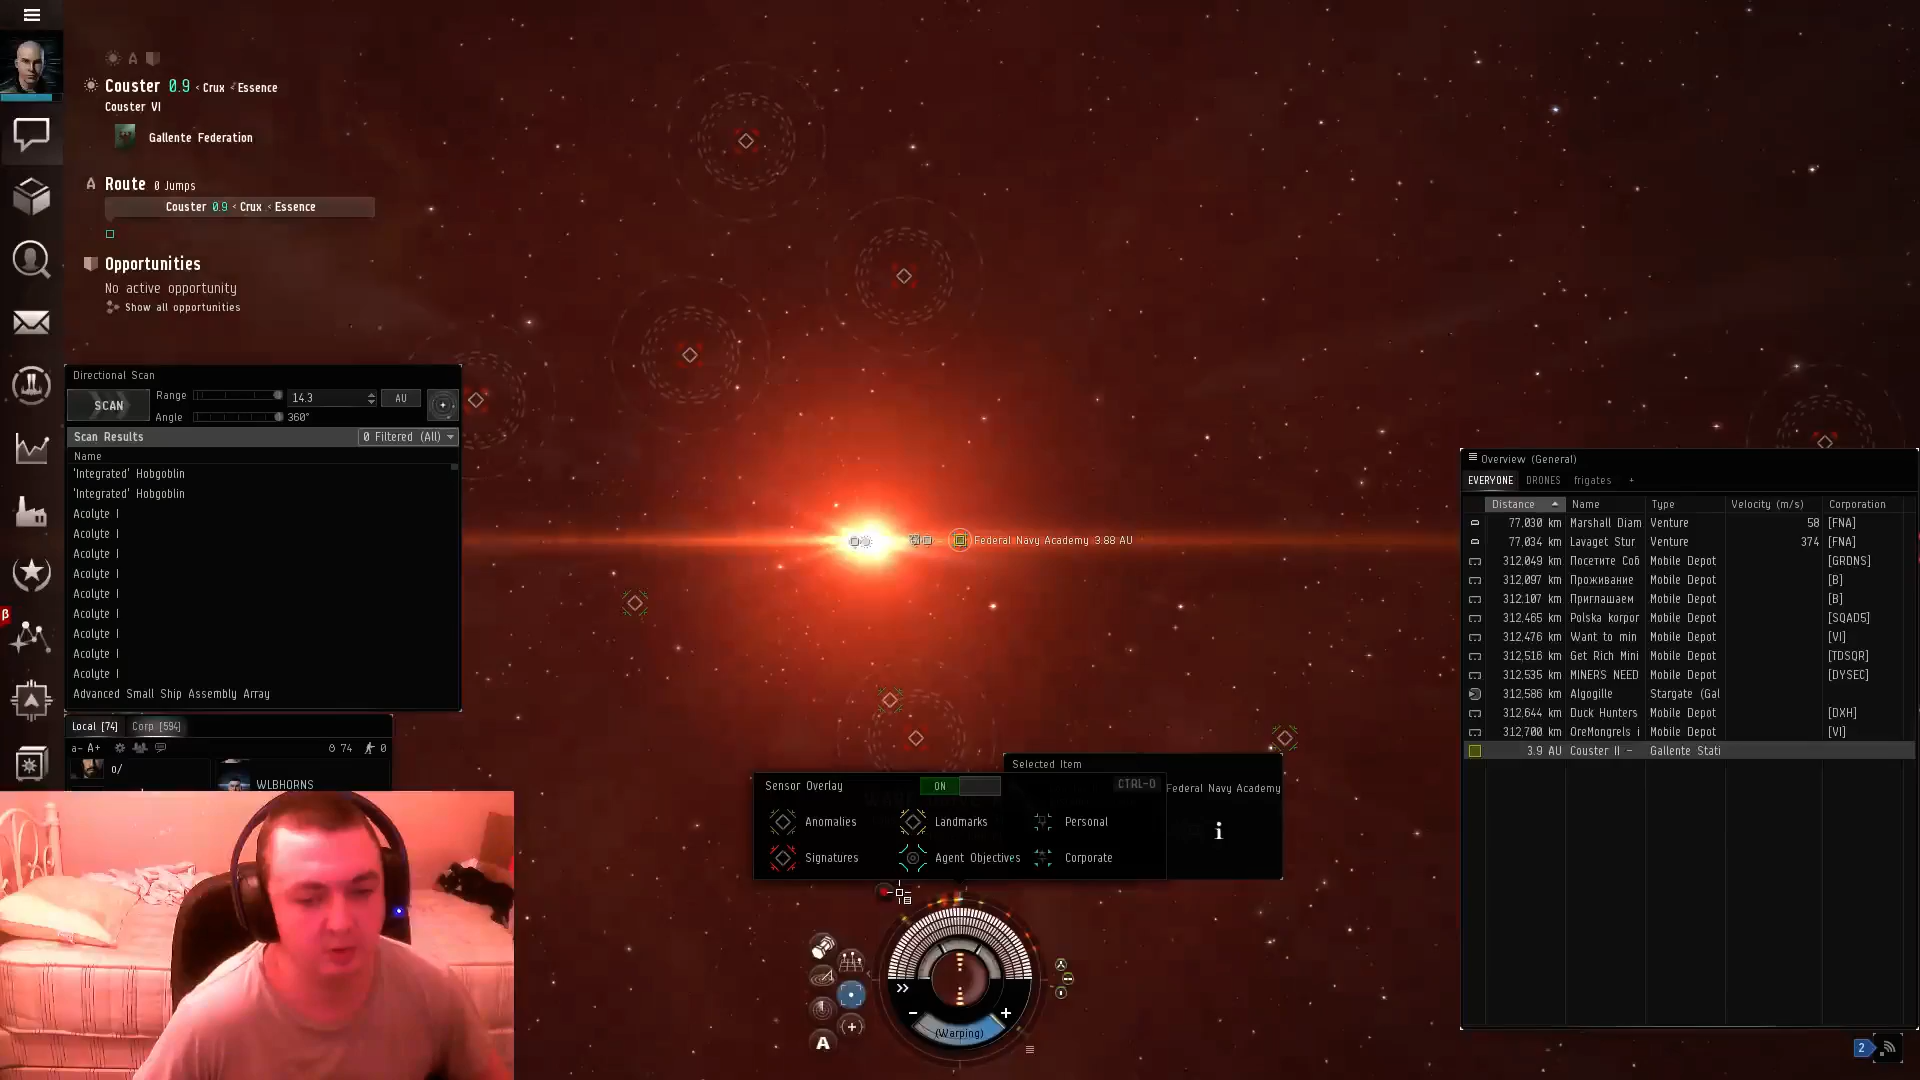 Couster 0.9 < Crux < Essence
Couster VI
Gallente Federation
A Route 0 Jumps
Couster 0.9 < Crux < Essence
Opportunities
No active opportunity
Show all opportunities
Directional Scan
SCAN
Range 14.3 AU
Angle 360°
Scan Results 0 Filtered (All)
Name
'Integrated' Hobgoblin
'Integrated' Hobgoblin
Acolyte I
Acolyte I
Acolyte I
Acolyte I
Acolyte I
Acolyte I
Acolyte I
Acolyte I
Acolyte I
Advanced Small Ship Assembly Array
Local [74] Corp [594]
a- A+ 74 0
0/
WLBHORNS
β
Federal Navy Academy 3.88 AU
Selected Item
Federal Navy Academy
Sensor Overlay ON CTRL-O
Anomalies Landmarks Personal
Signatures Agent Objectives Corporate
(Warping)
A
Overview (General)
EVERYONE DRONES frigates +
Distance Name Type Velocity (m/s) Corporation
77,030 km Marshall Diam Venture 58 [FNA]
77,034 km Lavaget Stur Venture 374 [FNA]
312,049 km Посетите Соб Mobile Depot [GRDNS]
312,097 km Проживание Mobile Depot [B]
312,107 km Приглашаем Mobile Depot [B]
312,465 km Polska korpor Mobile Depot [SQAD5]
312,476 km Want to min Mobile Depot [VI]
312,516 km Get Rich Mini Mobile Depot [TDSQR]
312,535 km MINERS NEED Mobile Depot [DYSEC]
312,586 km Algogille Stargate (Gal
312,644 km Duck Hunters Mobile Depot [DXH]
312,700 km OreMongrels i Mobile Depot [VI]
3.9 AU Couster II - Gallente Stati
2